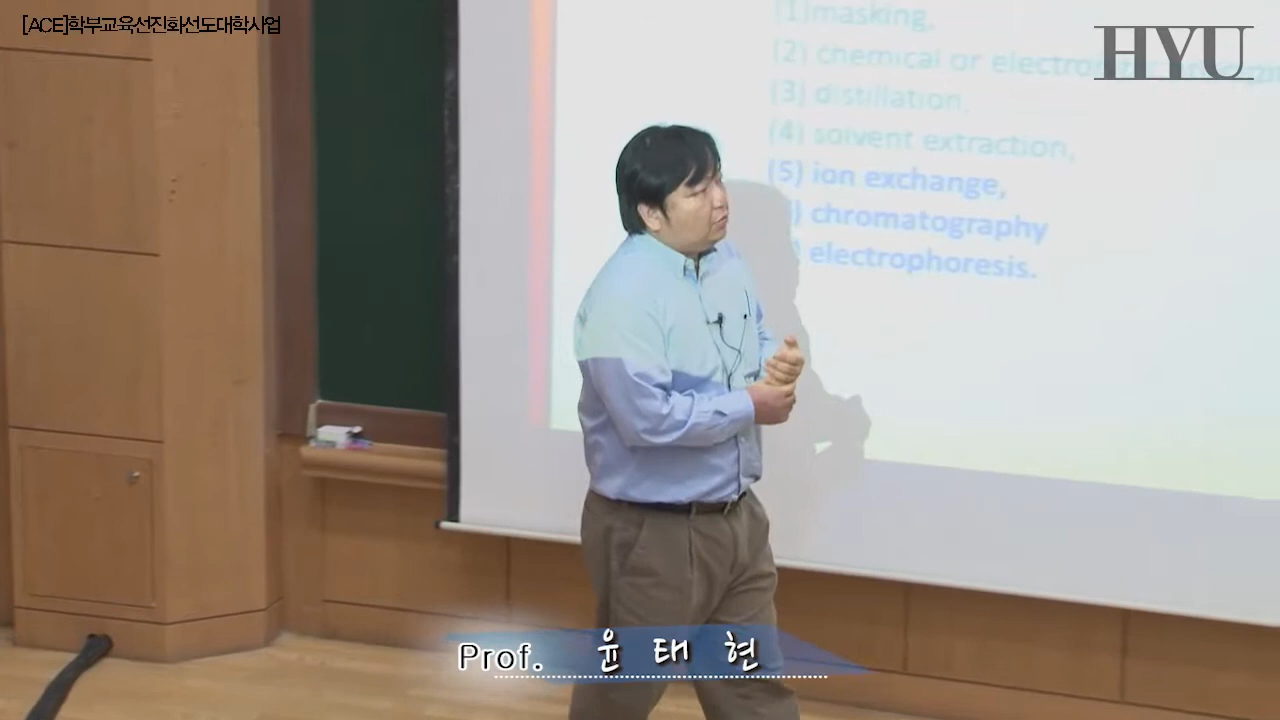 [ACE]학부교육선진화선도대학사업
HYU
(1)masking,
(2) chemical or
(3) distillation,
(4) solvent extraction,
(5) ion exchange,
) chromatography
) electrophoresis.
Prof. 윤태현